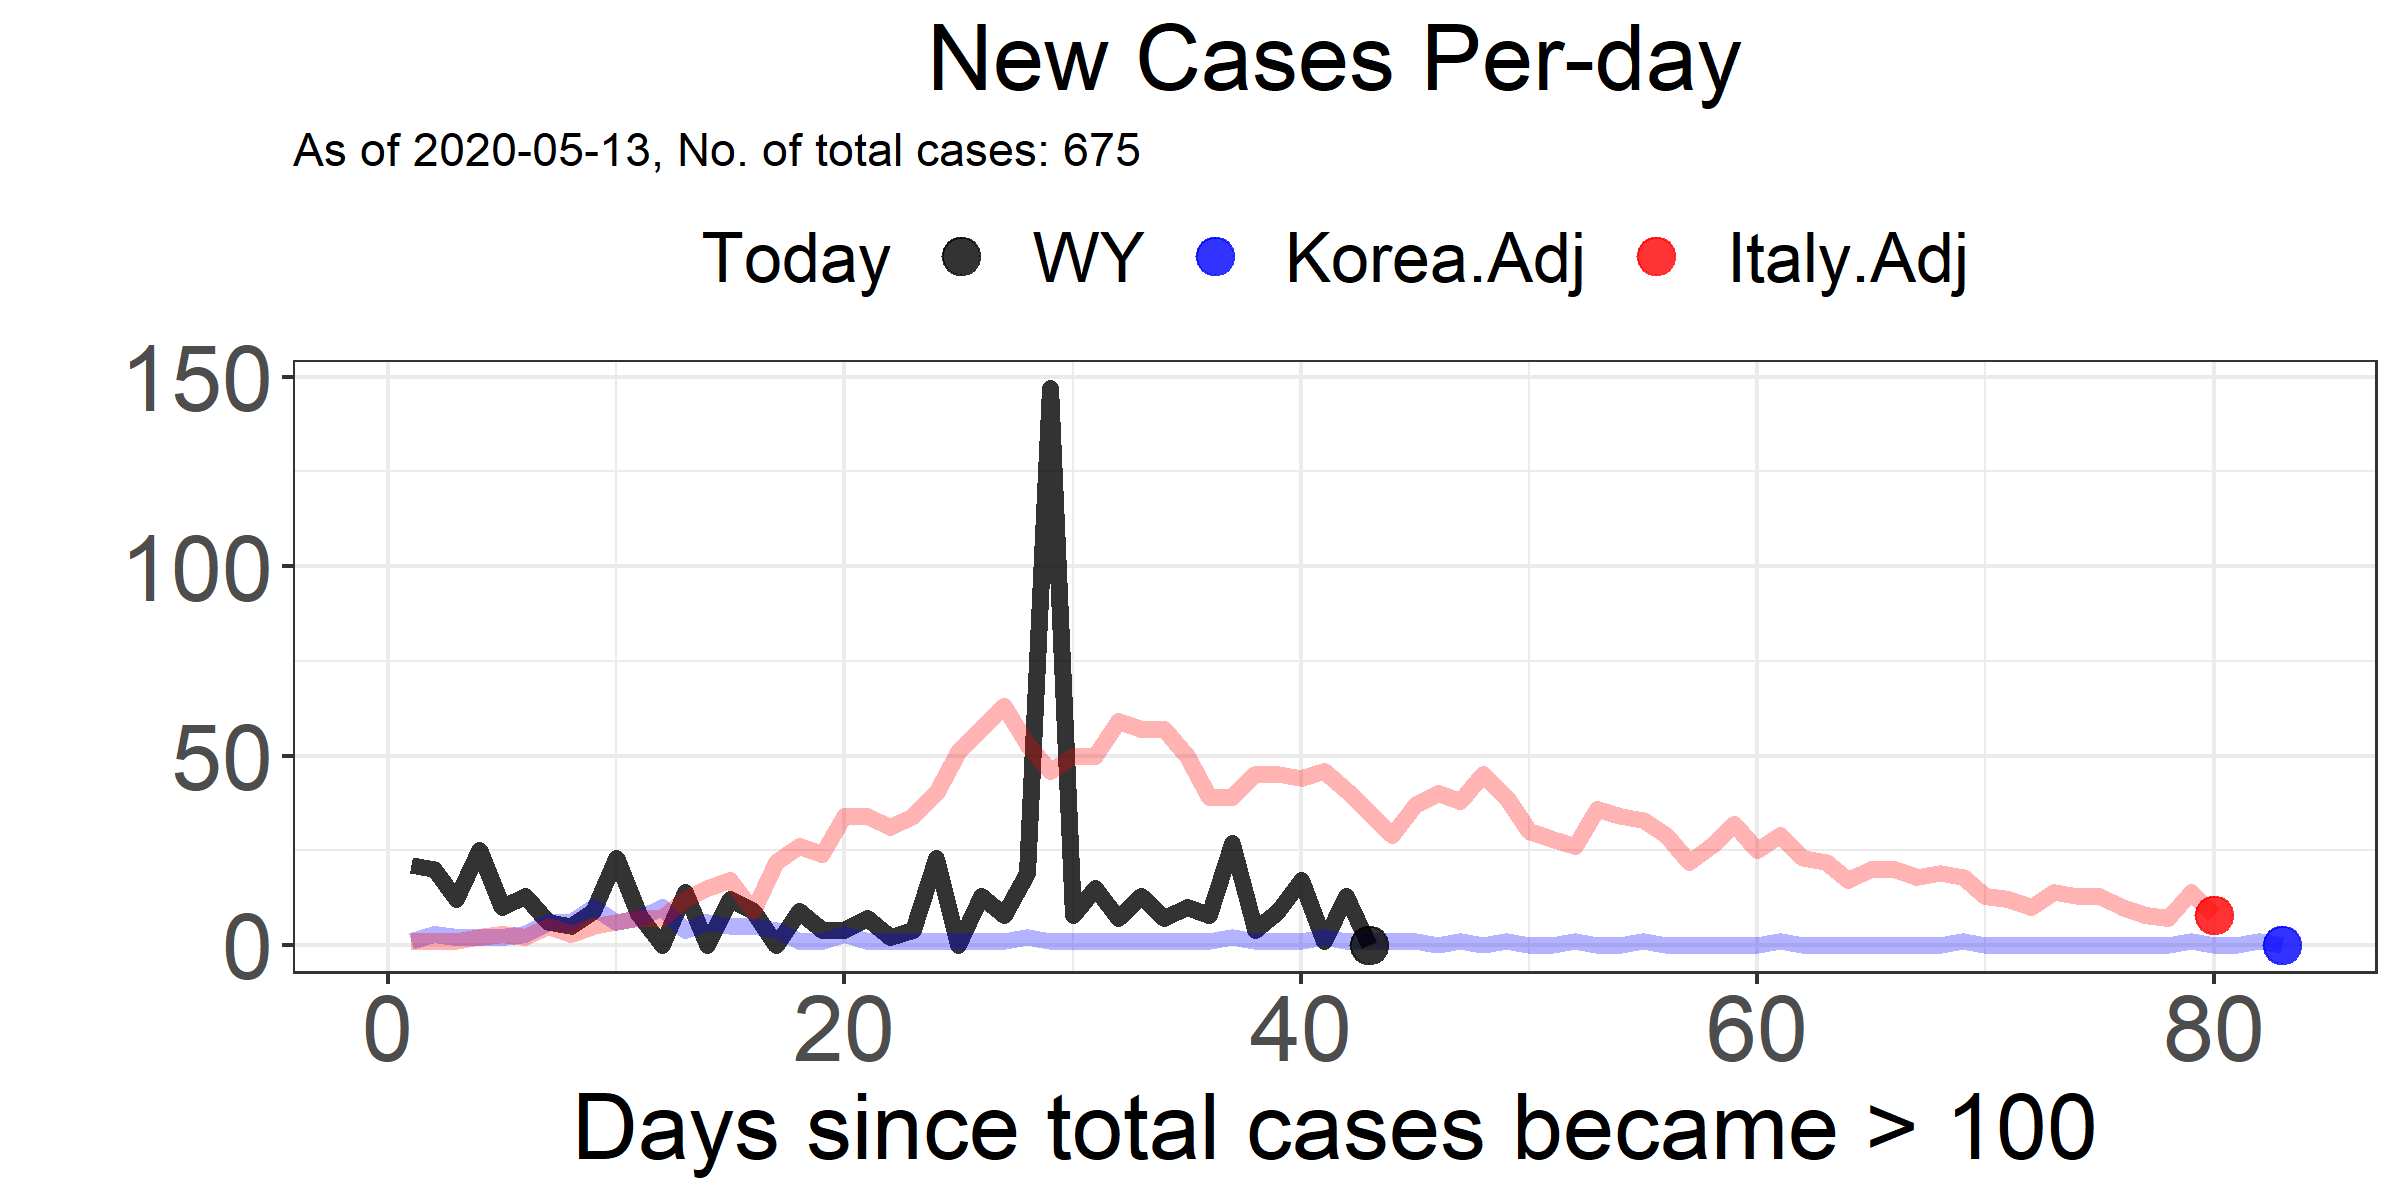 New Cases Per-day
As of 2020-05-13, No. of total cases: 675
Today WY Korea.Adj Italy.Adj
150
100
50
0
0 20 40 60 80
Days since total cases became > 100